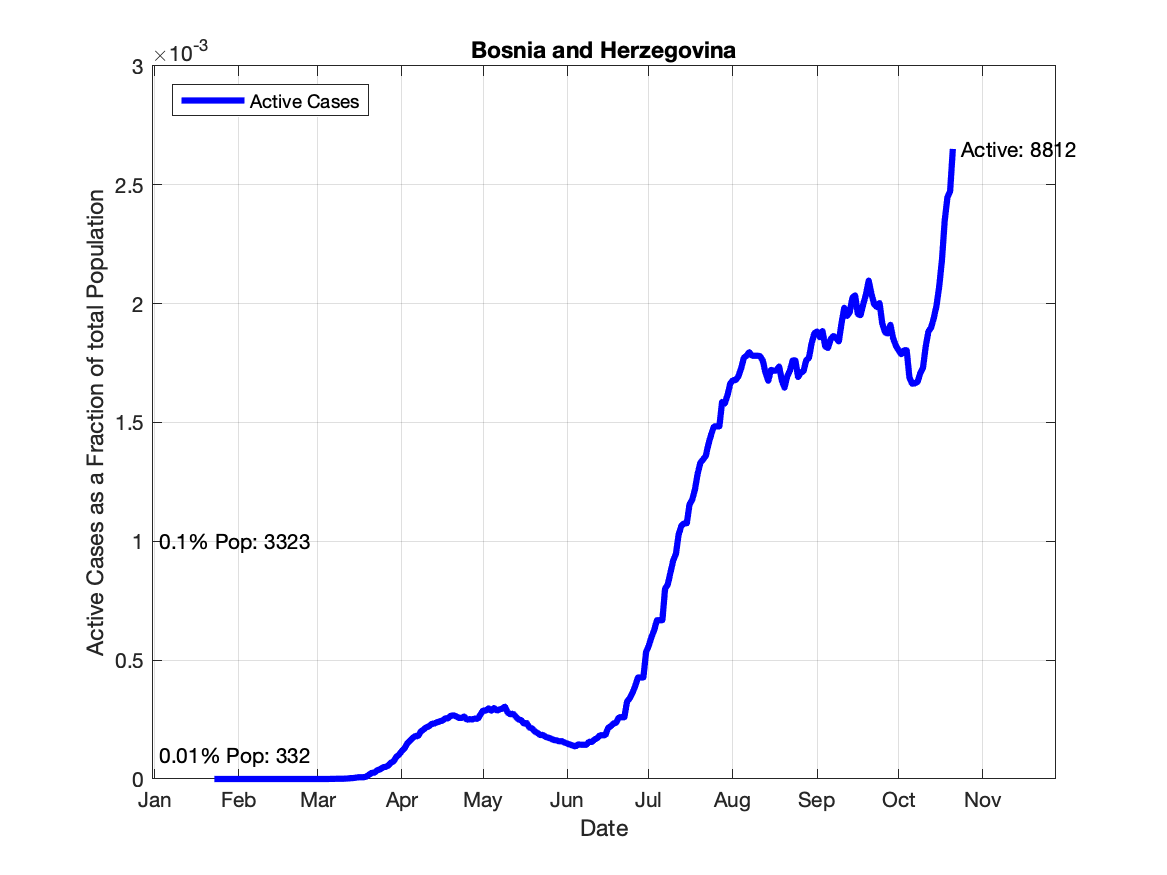 Bosnia and Herzegovina
×10-3
3
2.5
2
1.5
1
0.5
0
Active Cases as a Fraction of total Population
Active Cases
Active: 8812
0.1% Pop: 3323
0.01% Pop: 332
Jan Feb Mar Apr May Jun Jul Aug Sep Oct Nov
Date